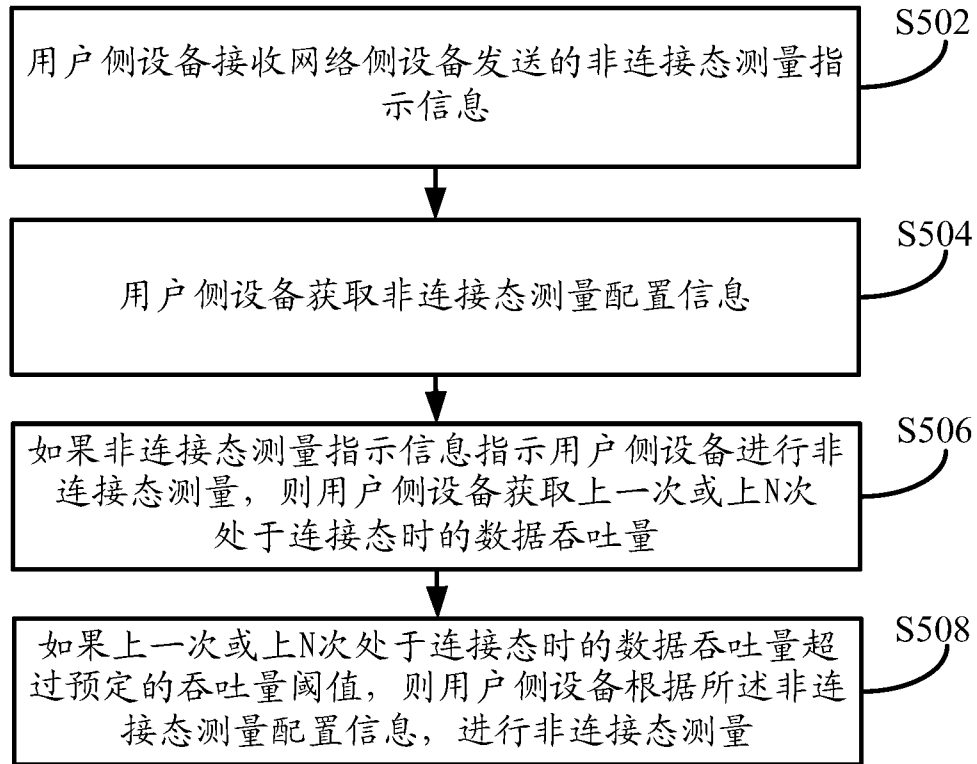 S502
用户侧设备接收网络侧设备发送的非连接态测量指
示信息
S504
用户侧设备获取非连接态测量配置信息
S506
如果非连接态测量指示信息指示用户侧设备进行非
连接态测量，则用户侧设备获取上一次或上N次
处于连接态时的数据吞吐量
S508
如果上一次或上N次处于连接态时的数据吞吐量超
过预定的吞吐量阈值，则用户侧设备根据所述非连
接态测量配置信息，进行非连接态测量